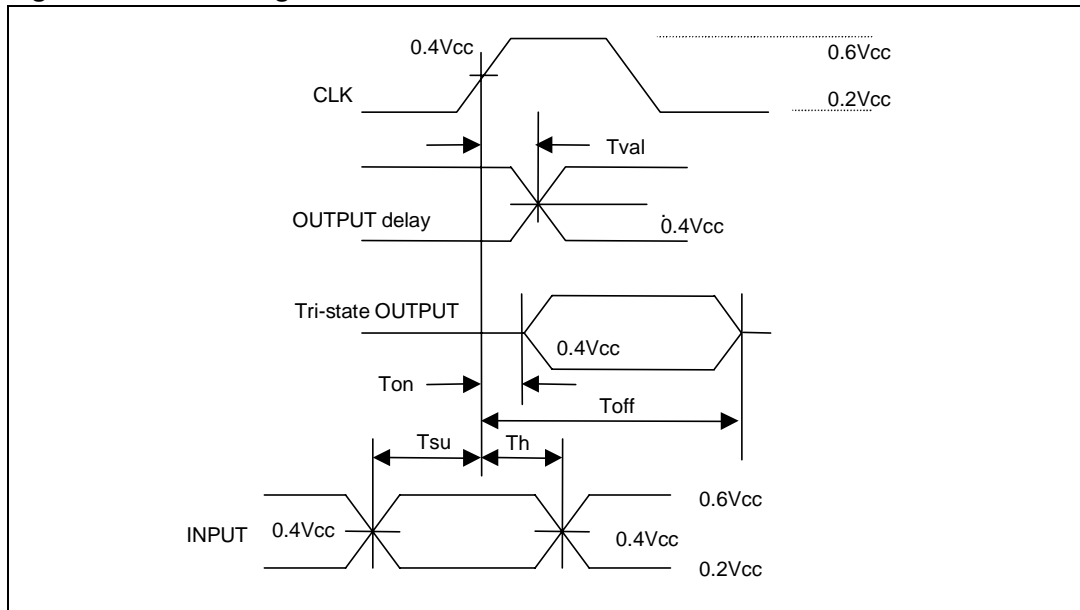 0.4Vcc
0.6Vcc
CLK
0.2Vcc
Tval
OUTPUT delay
0.4Vcc
Tri-state OUTPUT
0.4Vcc
Ton
Toff
Tsu
Th
0.6Vcc
INPUT
0.4Vcc
0.4Vcc
0.2Vcc